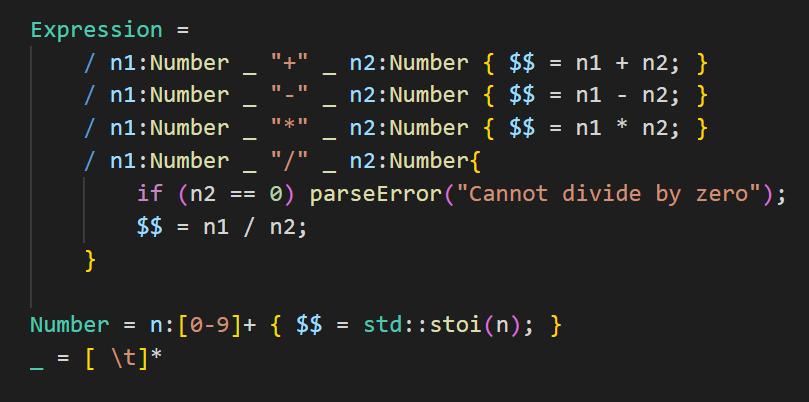 Expression =
    / n1:Number _ "+" _ n2:Number { $$ = n1 + n2; }
    / n1:Number _ "-" _ n2:Number { $$ = n1 - n2; }
    / n1:Number _ "*" _ n2:Number { $$ = n1 * n2; }
    / n1:Number _ "/" _ n2:Number{
        if (n2 == 0) parseError("Cannot divide by zero");
        $$ = n1 / n2;
    }

Number = n:[0-9]+ { $$ = std::stoi(n); }
_ = [ \t]*